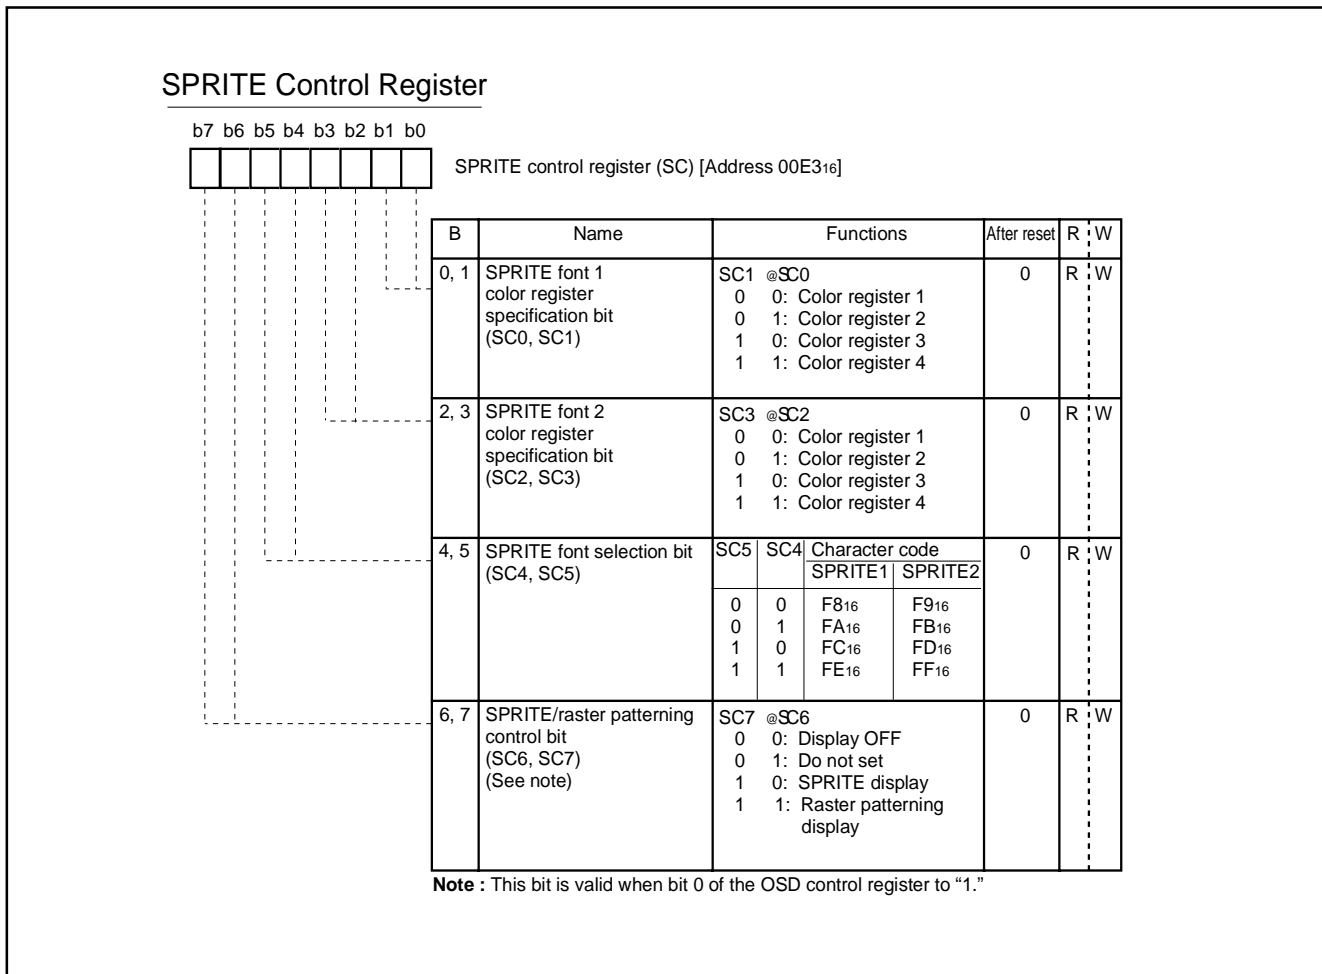 SPRITE Control Register
b7 b6 b5 b4 b3 b2 b1 b0
SPRITE control register (SC) [Address 00E316]
B Name Functions After reset R W
0, 1 SPRITE font 1 color register specification bit (SC0, SC1)
SC1 @SC0
0 0: Color register 1
0 1: Color register 2
1 0: Color register 3
1 1: Color register 4
0 R W
2, 3 SPRITE font 2 color register specification bit (SC2, SC3)
SC3 @SC2
0 0: Color register 1
0 1: Color register 2
1 0: Color register 3
1 1: Color register 4
0 R W
4, 5 SPRITE font selection bit (SC4, SC5)
SC5 SC4 Character code
SPRITE1 SPRITE2
0 0 F816 F916
0 1 FA16 FB16
1 0 FC16 FD16
1 1 FE16 FF16
0 R W
6, 7 SPRITE/raster patterning control bit (SC6, SC7) (See note)
SC7 @SC6
0 0: Display OFF
0 1: Do not set
1 0: SPRITE display
1 1: Raster patterning
display
0 R W
Note : This bit is valid when bit 0 of the OSD control register to “1.”